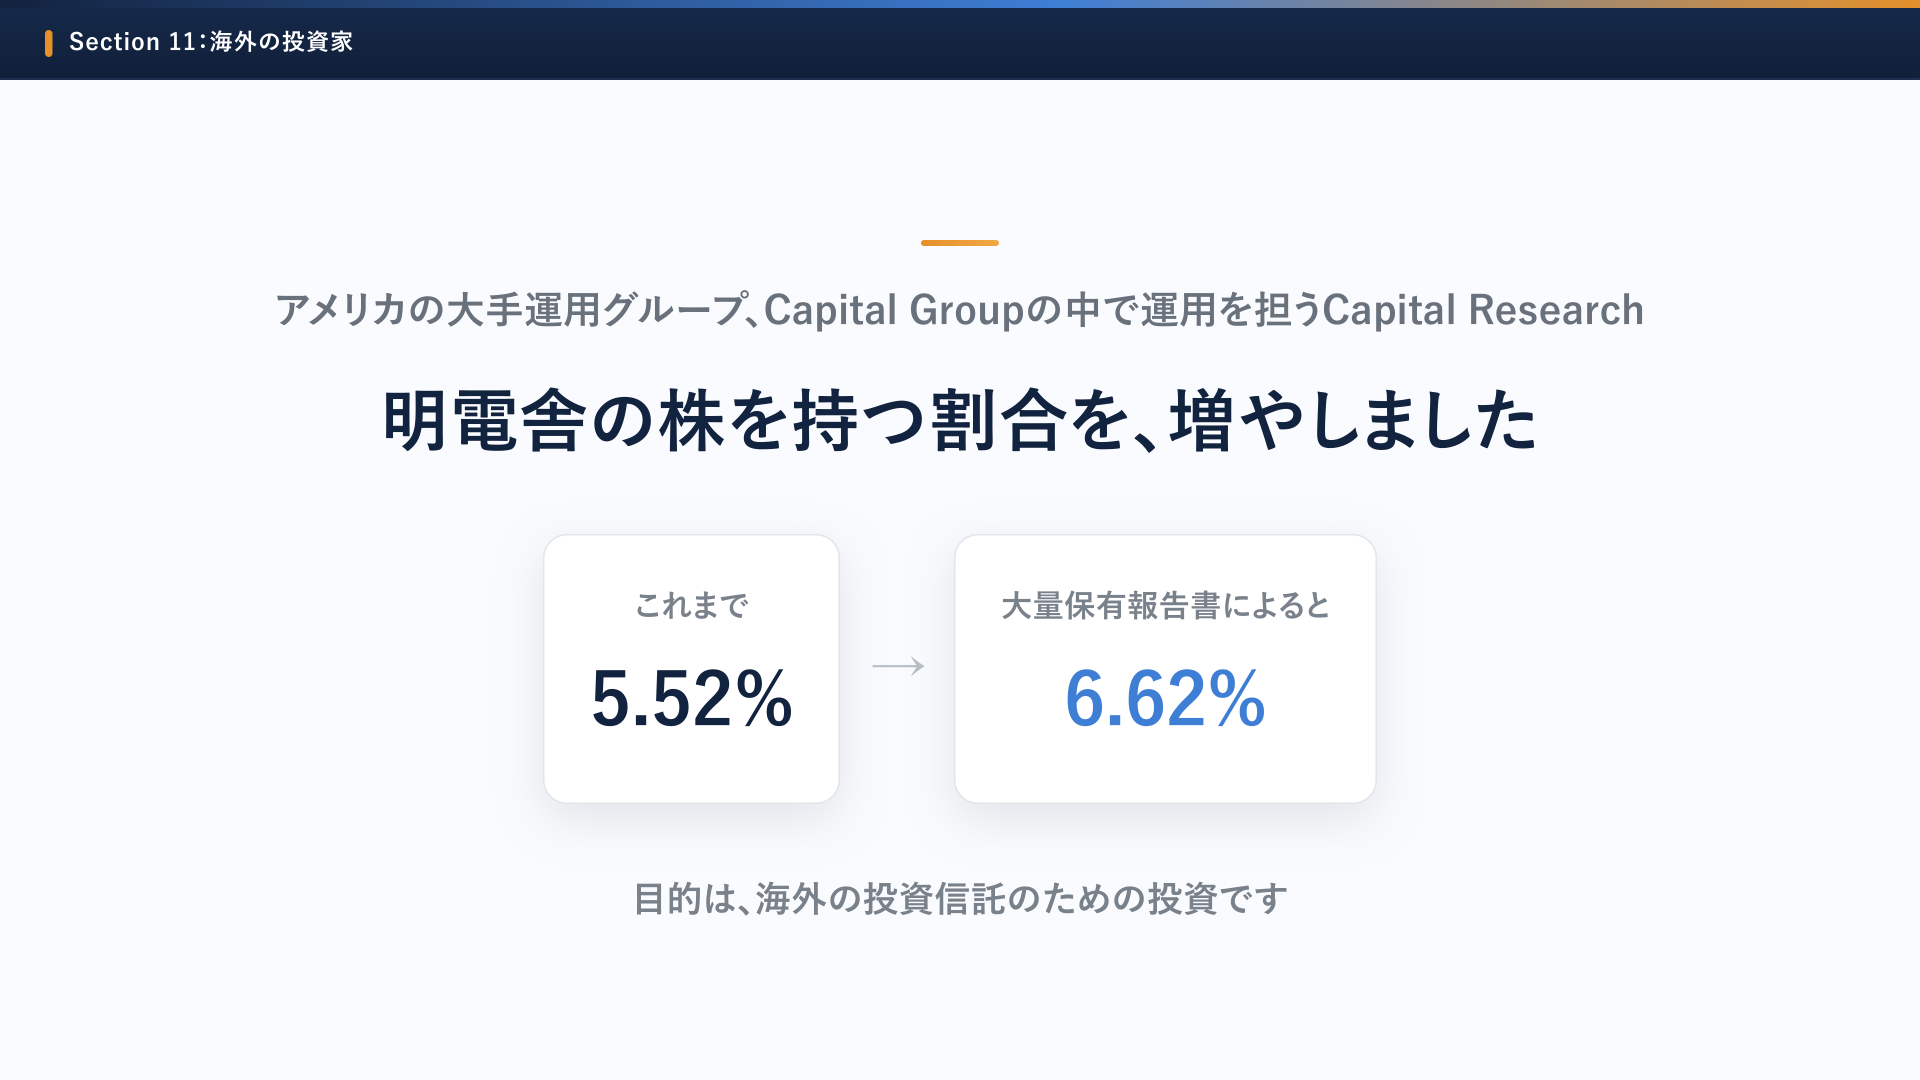 Section 11：海外の投資家
アメリカの大手運用グループ、Capital Groupの中で運用を担うCapital Research
明電舎の株を持つ割合を、増やしました
これまで
5.52%
→
大量保有報告書によると
6.62%
目的は、海外の投資信託のための投資です